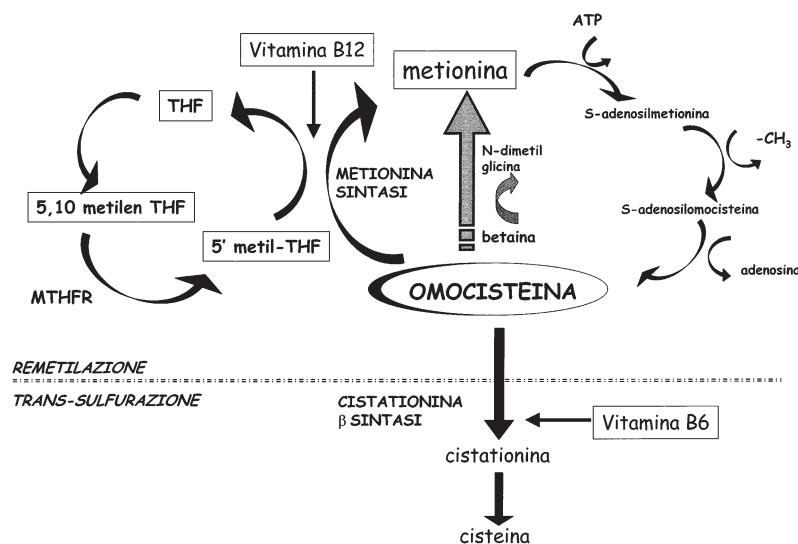 ATP
Vitamina B12
metionina
THF
S-adenosilmetionina
-CH₃
N-dimetil
glicina
METIONINA
SINTASI
5,10 metilen THF
S-adenosilomocisteina
5' metil-THF
betaina
adenosina
MTHFR
OMOCISTEINA
REMETILAZIONE
TRANS-SULFURAZIONE
CISTATIONINA
β SINTASI
Vitamina B6
cistationina
cisteina